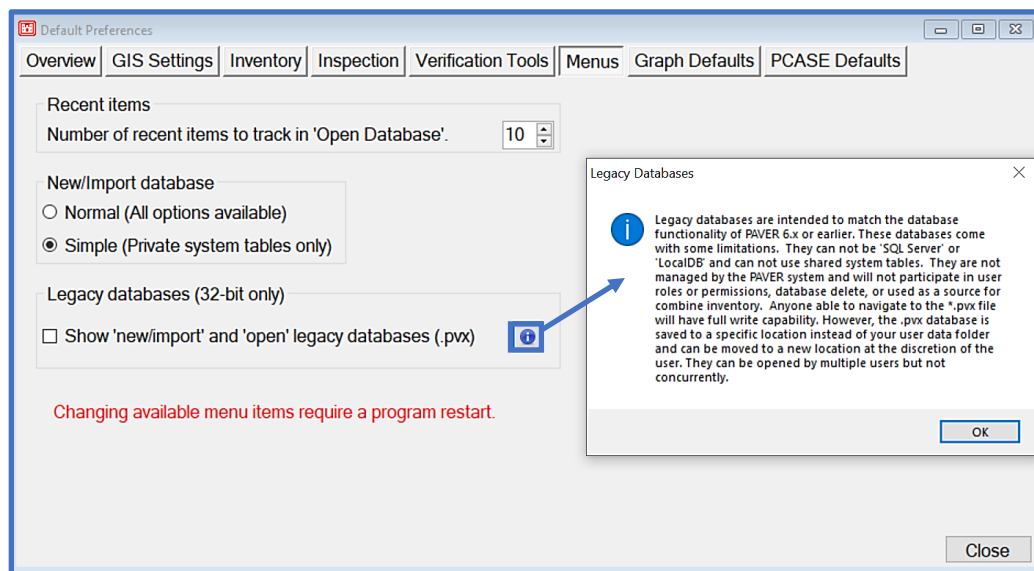 Default Preferences
Overview
GIS Settings
Inventory
Inspection
Verification Tools
Menus
Graph Defaults
PCASE Defaults
Recent items
Number of recent items to track in 'Open Database'.
10
New/Import database
Normal (All options available)
Simple (Private system tables only)
Legacy databases (32-bit only)
Show 'new/import' and 'open' legacy databases (.pvx)
Changing available menu items require a program restart.
Legacy Databases
Legacy databases are intended to match the database
functionality of PAVER 6.x or earlier. These databases come
with some limitations. They can not be 'SQL Server' or
'LocalDB' and can not use shared system tables. They are not
managed by the PAVER system and will not participate in user
roles or permissions, database delete, or used as a source for
combine inventory. Anyone able to navigate to the *.pvx file
will have full write capability. However, the .pvx database is
saved to a specific location instead of your user data folder
and can be moved to a new location at the discretion of the
user. They can be opened by multiple users but not
concurrently.
OK
Close